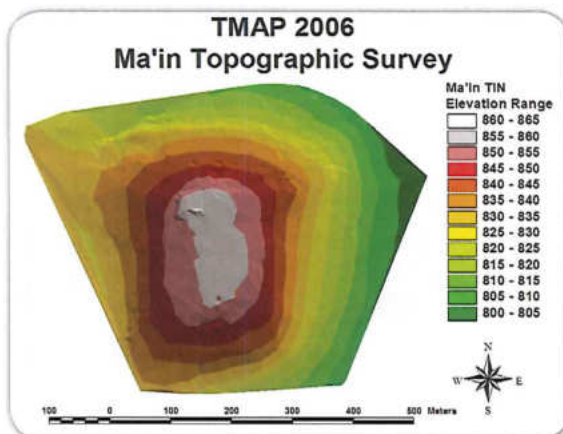 TMAP 2006
Ma'in Topographic Survey
Ma'in TIN
Elevation Range
860 - 865
855 - 860
850 - 855
845 - 850
840 - 845
835 - 840
830 - 835
825 - 830
820 - 825
815 - 820
810 - 815
805 - 810
800 - 805
N
W E
S
100 0 100 200 300 400 500 Meters